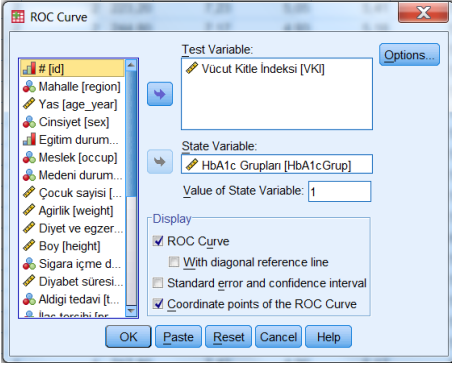 ROC Curve
# [id]
Mahalle [region]
Yas [age_year]
Cinsiyet [sex]
Egitim durum...
Meslek [occup]
Medeni durum...
Çocuk sayisi [...
Agirlik [weight]
Diyet ve egzer...
Boy [height]
Sigara içme d...
Diyabet süresi...
Aldigi tedavi [t...
Test Variable:
Vücut Kitle İndeksi [VKI]
Options...
State Variable:
HbA1c Grupları [HbA1cGrup]
Value of State Variable: 1
Display
ROC Curve
With diagonal reference line
Standard error and confidence interval
Coordinate points of the ROC Curve
OK Paste Reset Cancel Help